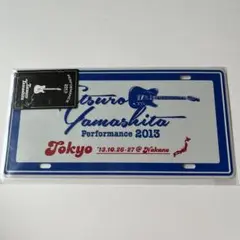 Tatsuro
Yamashita
Performance 2013
Tokyo '13.10.26-27 @ Nakano